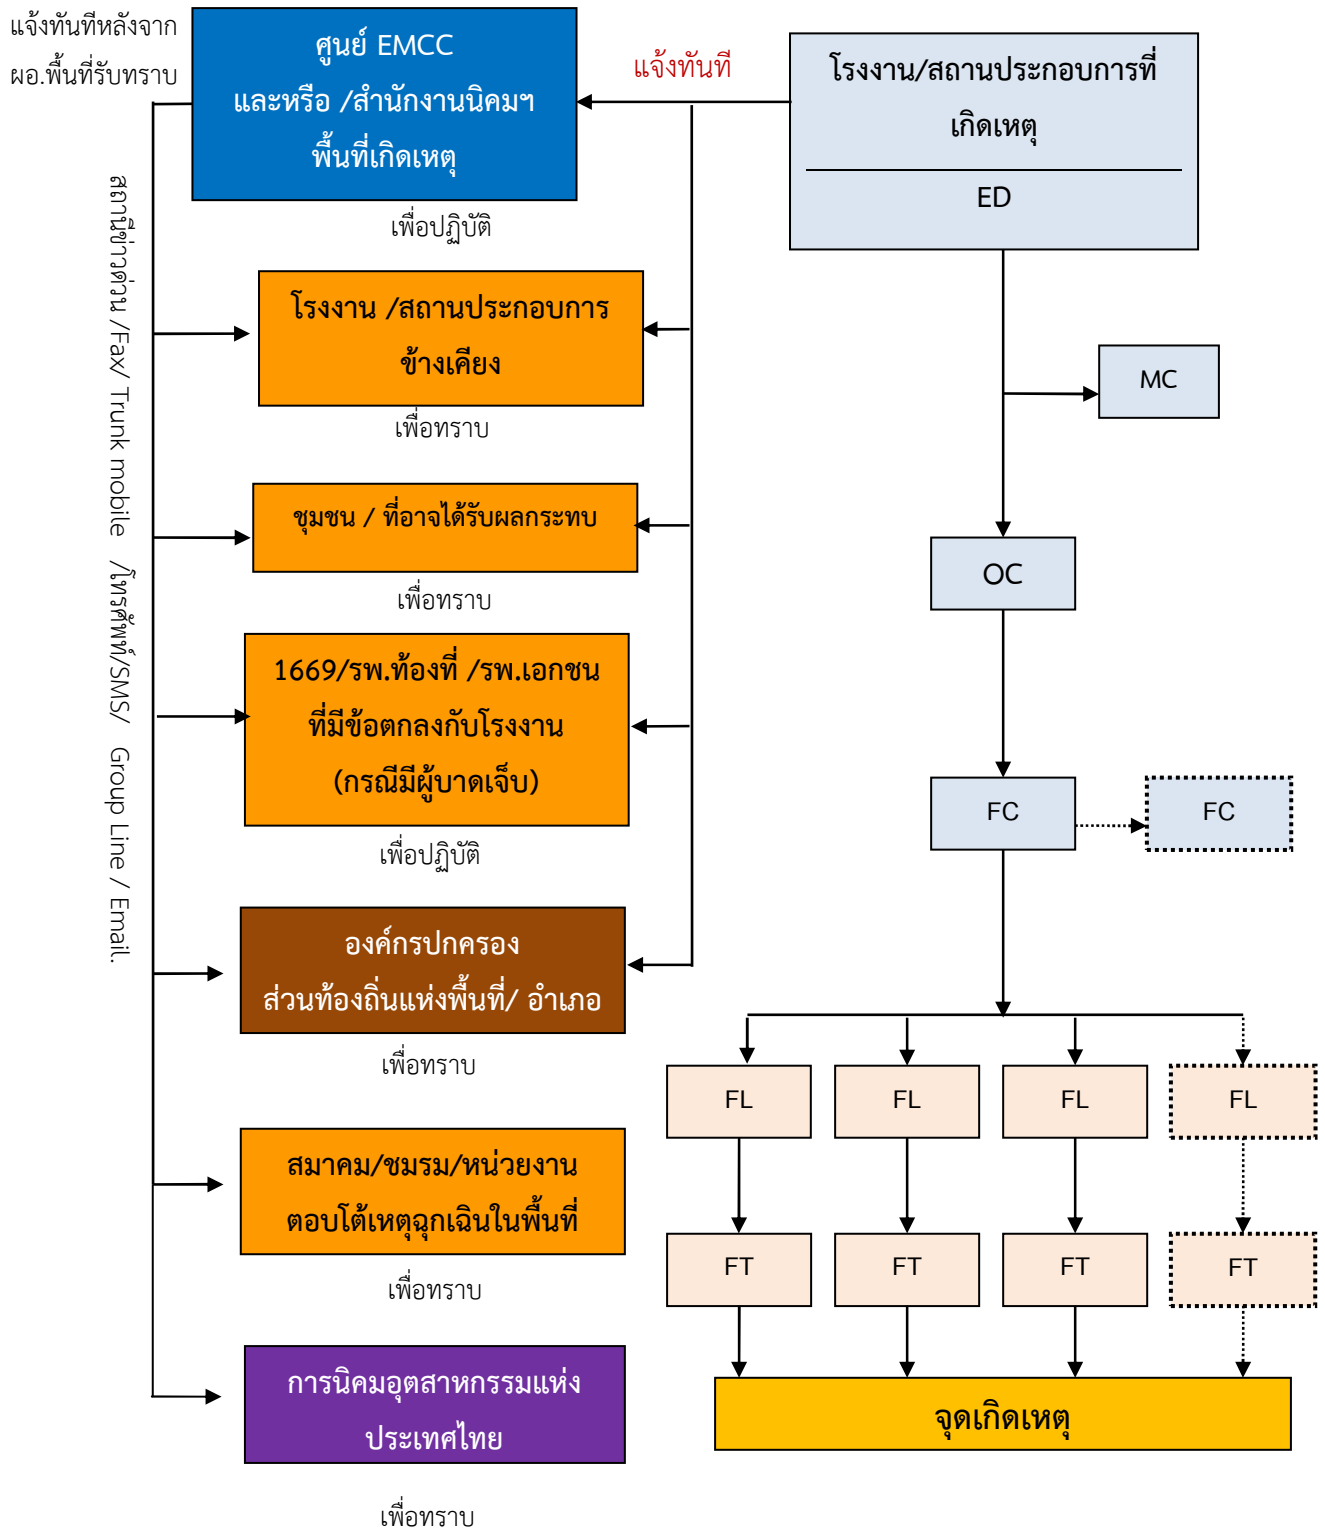 แจ้งทันทีหลังจาก
ผอ.พื้นที่รับทราบ
ศูนย์ EMCC
และหรือ /สำนักงานนิคมฯ
พื้นที่เกิดเหตุ
เพื่อปฏิบัติ
แจ้งทันที
โรงงาน/สถานประกอบการที่
เกิดเหตุ
ED
สถานีข่าวด่วน /Fax/ Trunk mobile /โทรศัพท์/SMS/ Group Line / Email.
โรงงาน /สถานประกอบการ
ข้างเคียง
เพื่อทราบ
MC
ชุมชน / ที่อาจได้รับผลกระทบ
เพื่อทราบ
OC
1669/รพ.ท้องที่ /รพ.เอกชน
ที่มีข้อตกลงกับโรงงาน
(กรณีมีผู้บาดเจ็บ)
เพื่อปฏิบัติ
FC
FC
องค์กรปกครอง
ส่วนท้องถิ่นแห่งพื้นที่/ อำเภอ
เพื่อทราบ
FL
FL
FL
FL
สมาคม/ชมรม/หน่วยงาน
ตอบโต้เหตุฉุกเฉินในพื้นที่
เพื่อทราบ
FT
FT
FT
FT
การนิคมอุตสาหกรรมแห่ง
ประเทศไทย
เพื่อทราบ
จุดเกิดเหตุ